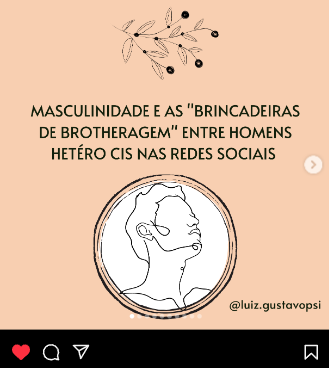 MASCULINIDADE E AS "BRINCADEIRAS
DE BROTHERAGEM" ENTRE HOMENS
HETÉRO CIS NAS REDES SOCIAIS
@luiz.gustavopsi